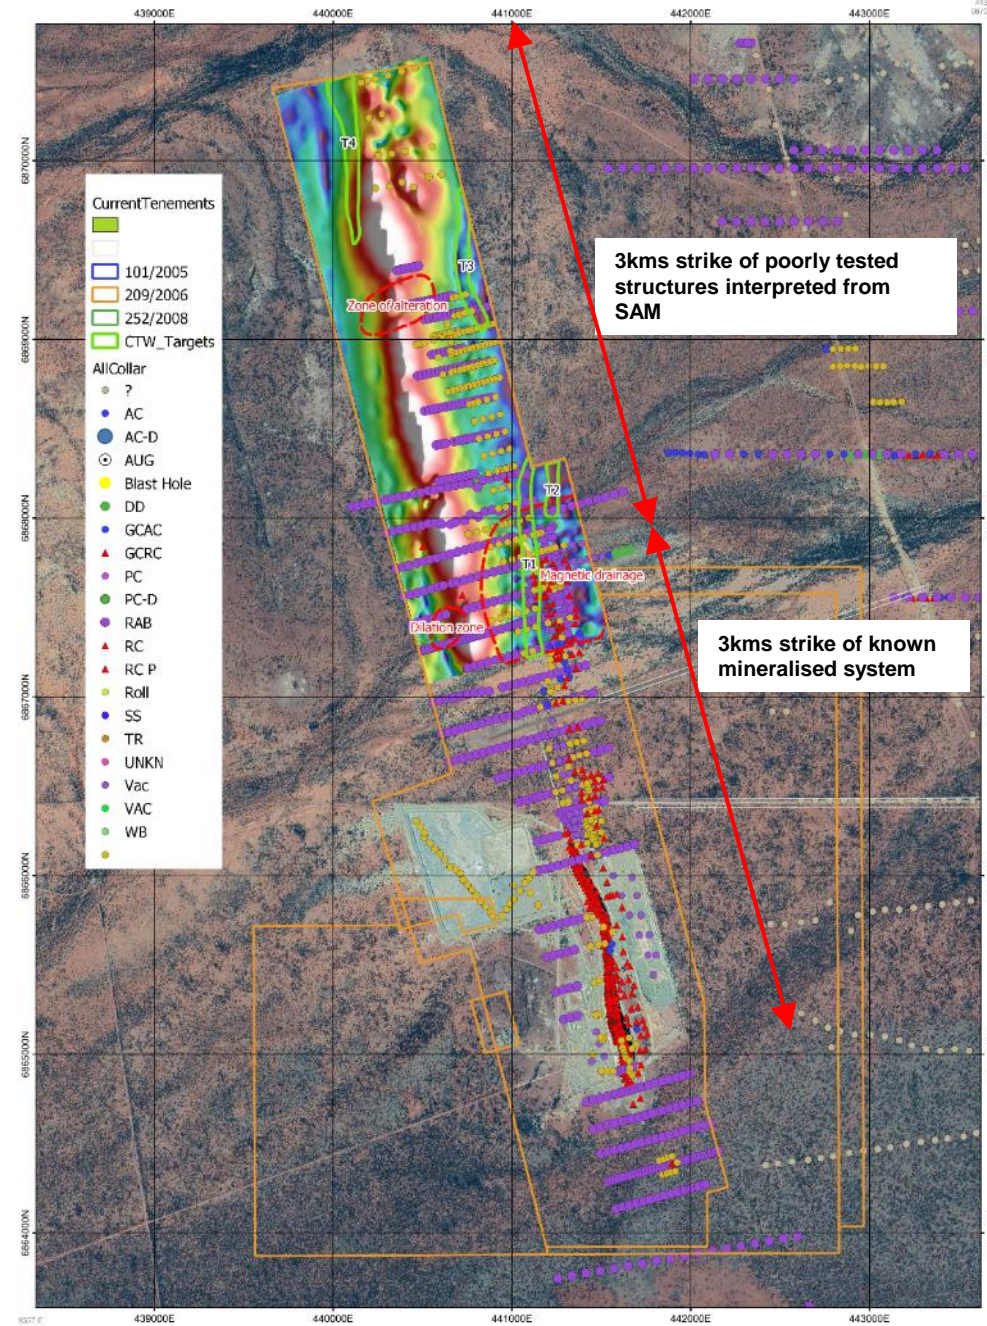 439000E
440000E
441000E
442000E
443000E
6870000N
6869000N
6868000N
6867000N
6866000N
6865000N
6864000N
CurrentTenements
101/2005
209/2006
252/2008
CTW_Targets
AllCollar
?
AC
AC-D
AUG
Blast Hole
DD
GCAC
GCRC
PC
PC-D
RAB
RC
RC P
Roll
SS
TR
UNKN
Vac
VAC
WB
T4
T3
Zone of alteration
T2
T1
Magnetic drainage
Dilation zone
3kms strike of poorly tested
structures interpreted from
SAM
3kms strike of known
mineralised system
439000E
440000E
441000E
442000E
443000E